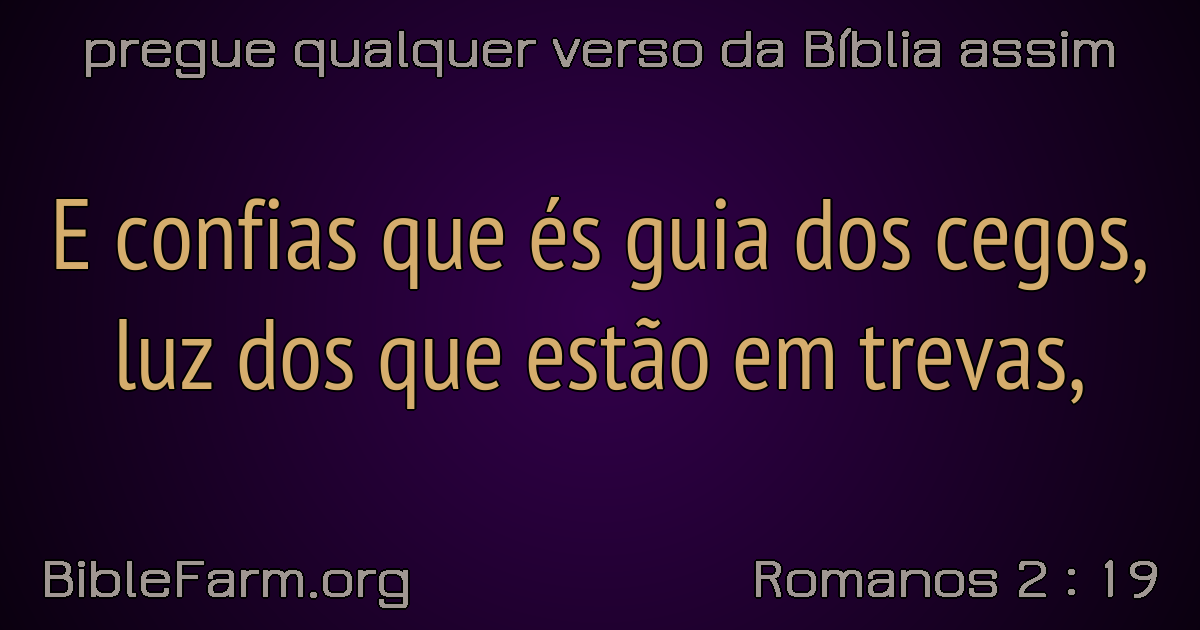 pregue qualquer verso da Bíblia assim
E confias que és guia dos cegos,
luz dos que estão em trevas,
BibleFarm.org
Romanos 2 : 19